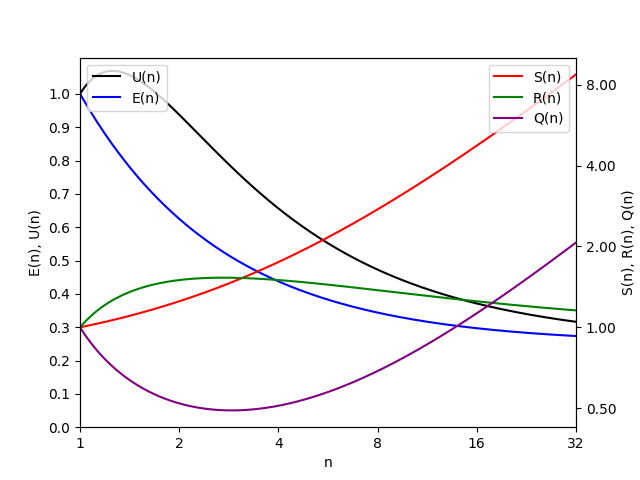 U(n)
E(n)
S(n)
R(n)
Q(n)
1.0
0.9
0.8
0.7
0.6
0.5
0.4
0.3
0.2
0.1
0.0
E(n), U(n)
8.00
4.00
2.00
1.00
0.50
S(n), R(n), Q(n)
1 2 4 8 16 32
n